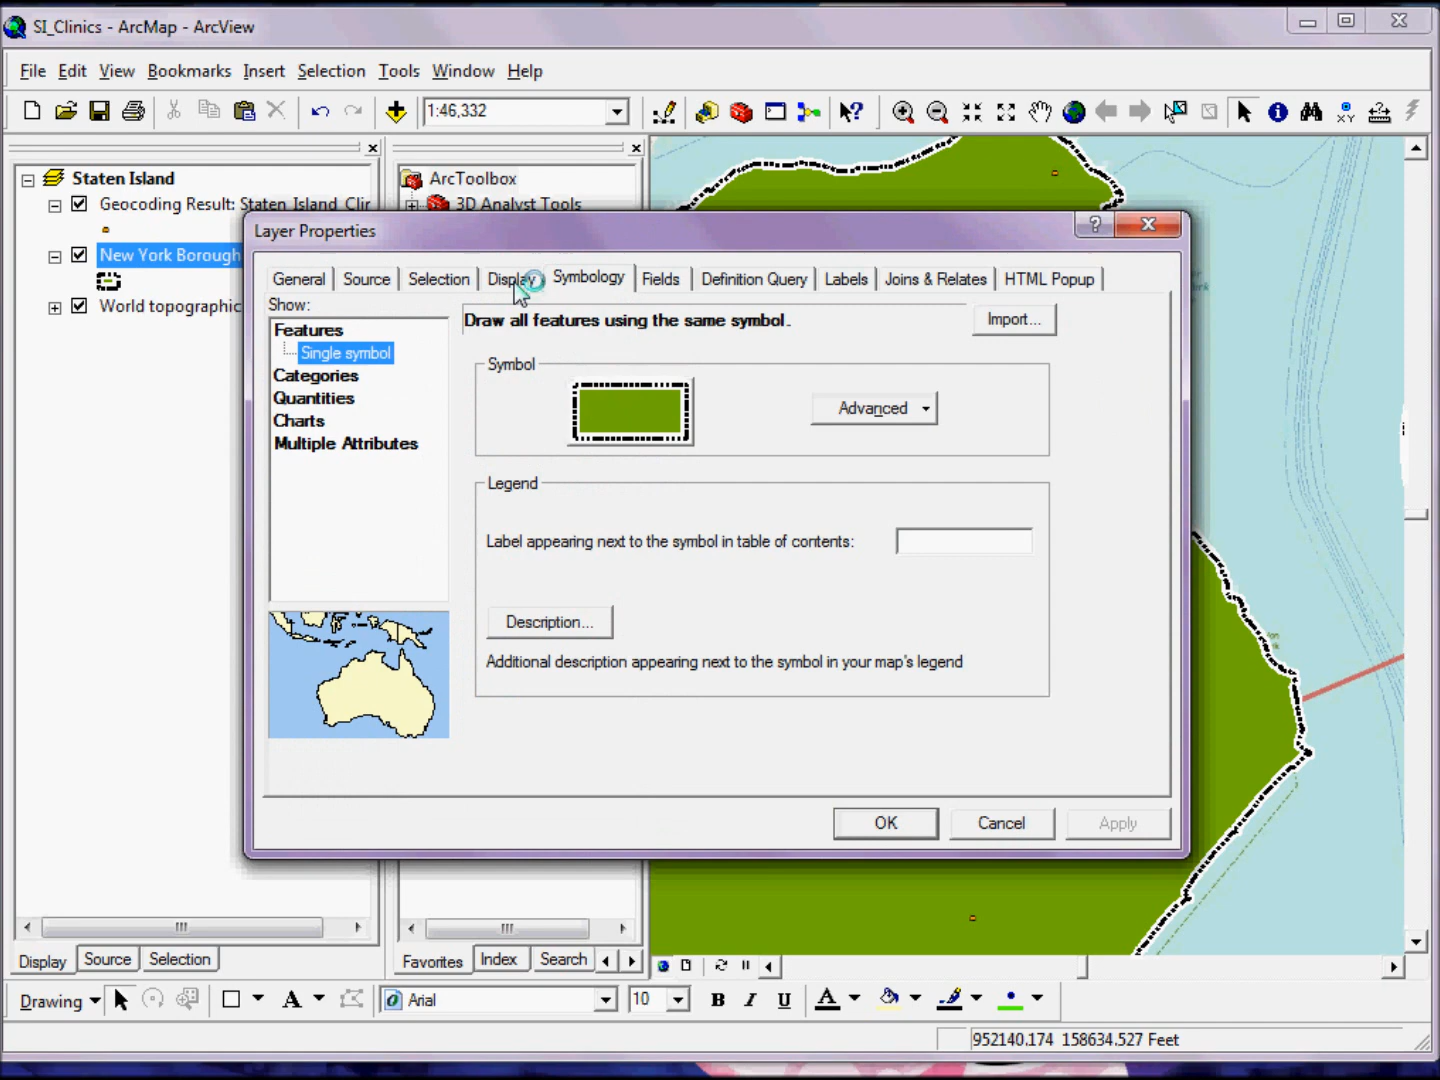 SI_Clinics - ArcMap - ArcView
File Edit View Bookmarks Insert Selection Tools Window Help
1:46,332
Staten Island
Geocoding Result: Staten Island Clir
New York Borough
World topographic
ArcToolbox
3D Analyst Tools
Layer Properties
General Source Selection Display Symbology Fields Definition Query Labels Joins & Relates HTML Popup
Show:
Features
Single symbol
Categories
Quantities
Charts
Multiple Attributes
Draw all features using the same symbol.
Import...
Symbol
Advanced
Legend
Label appearing next to the symbol in table of contents:
Description...
Additional description appearing next to the symbol in your map's legend
OK Cancel Apply
Display Source Selection
Favorites Index Search
Drawing A Arial 10 B I U A
952140.174 158634.527 Feet